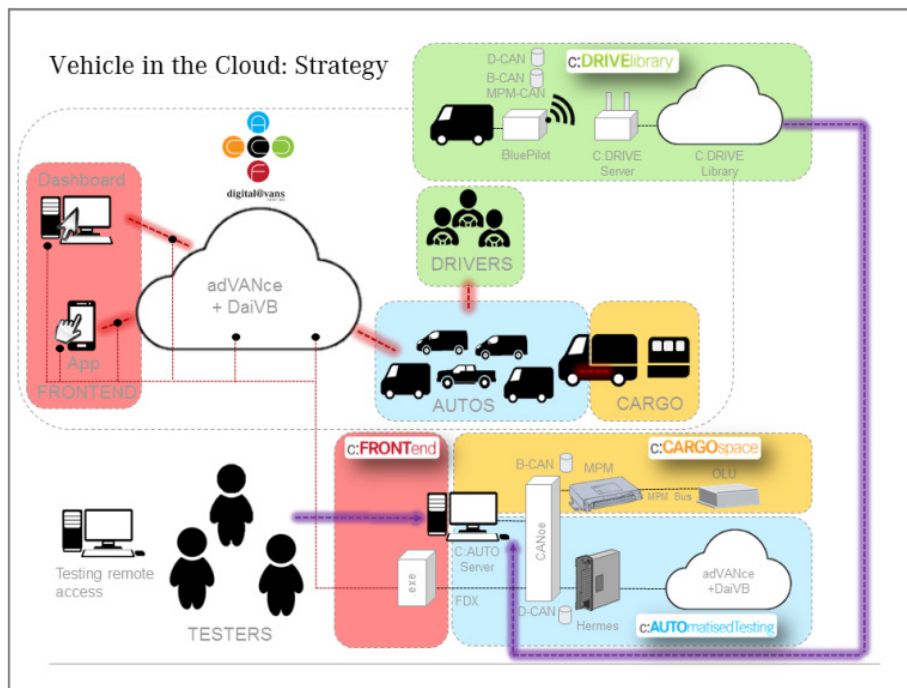 Vehicle in the Cloud: Strategy
D-CAN
B-CAN
MPM-CAN
c:DRIVElibrary
BluePilot
C:DRIVE
Server
C:DRIVE
Library
A
C
C
D
F
digital@vans
Dashboard
adVANce
+ DaiVB
App
FRONTEND
DRIVERS
AUTOS
CARGO
c:FRONTend
c:CARGOspace
B-CAN
MPM
OLU
MPM Bus
CANoe
C:AUTO
Server
Testing remote
access
TESTERS
.exe
FDX
D-CAN
Hermes
adVANce
+DaiVB
c:AUTOmatisedTesting